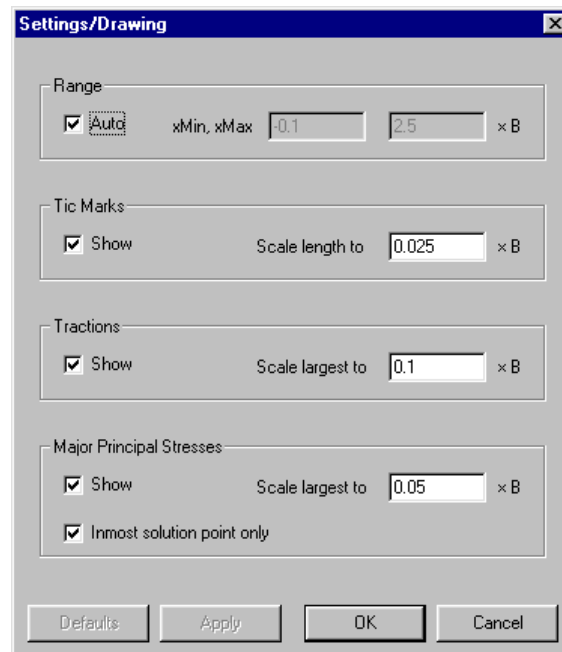 Settings/Drawing
Range
Auto xMin, xMax -0.1 2.5 × B
Tic Marks
Show Scale length to 0.025 × B
Tractions
Show Scale largest to 0.1 × B
Major Principal Stresses
Show Scale largest to 0.05 × B
Inmost solution point only
Defaults Apply OK Cancel